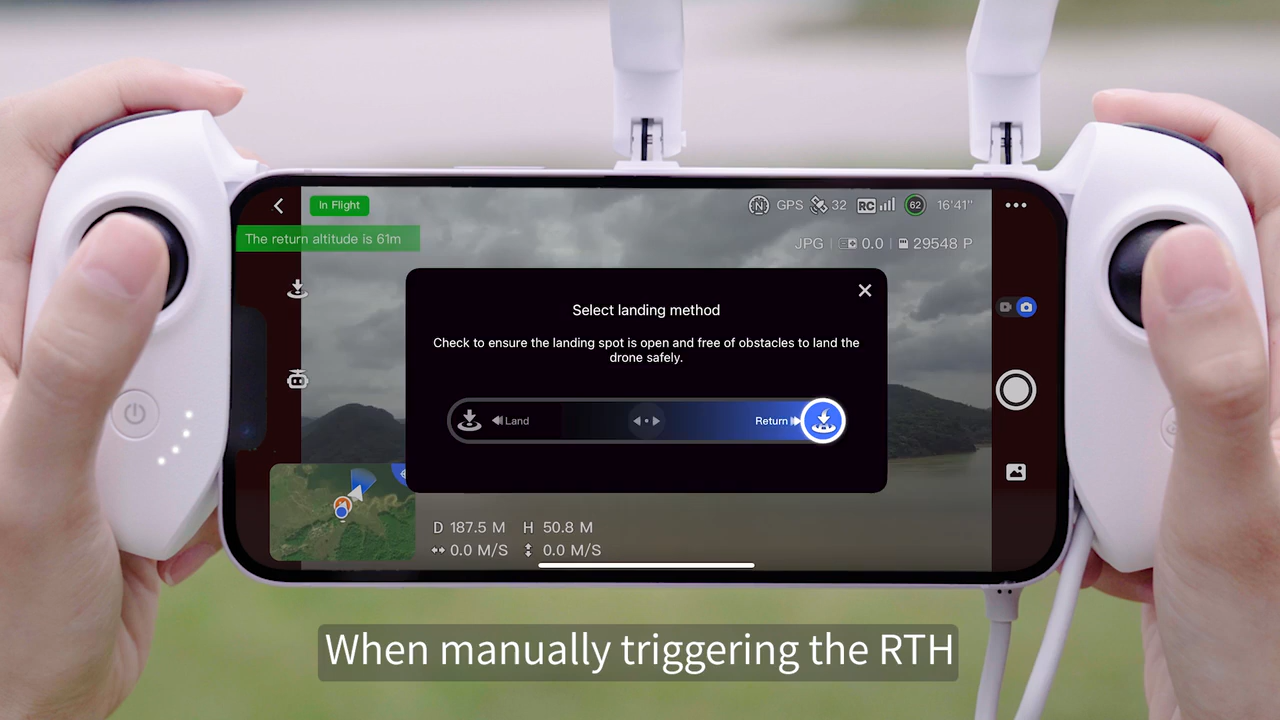 In Flight
N GPS 32 RC 62 16'41"
The return altitude is 61m
JPG | 0.0 | 29548 P
Select landing method
Check to ensure the landing spot is open and free of obstacles to land the
drone safely.
Land Return
D 187.5 M H 50.8 M
0.0 M/S 0.0 M/S
When manually triggering the RTH